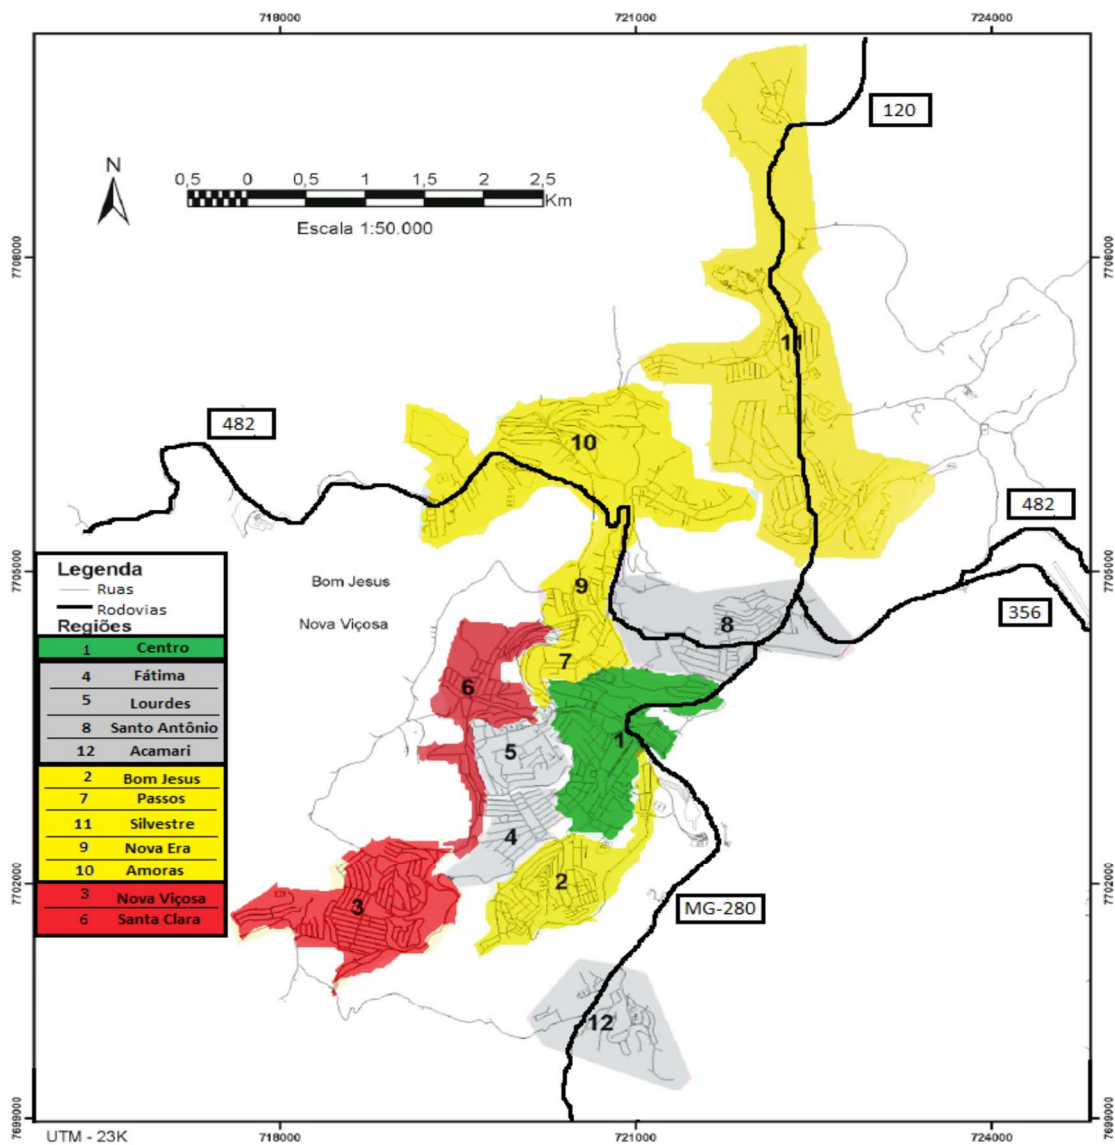 718000 721000 724000
120
N
0,5 0 0,5 1 1,5 2 2,5
Km
Escala 1:50.000
7708000 7708000
11
482
10
482
7705000 7705000
Legenda
Ruas
Rodovias
Regiões
1 Centro
4 Fátima
5 Lourdes
8 Santo Antônio
12 Acamari
2 Bom Jesus
7 Passos
11 Silvestre
9 Nova Era
10 Amoras
3 Nova Viçosa
6 Santa Clara
Bom Jesus
Nova Viçosa
9
356
8
7
6
1
5
4
2
7702000 7702000
3
MG-280
12
7699000 7699000
UTM - 23K
718000 721000 724000